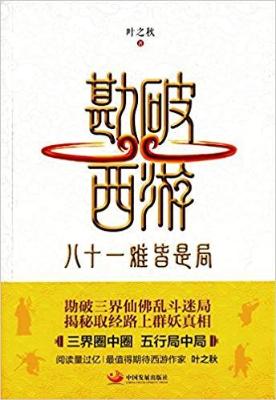 叶之秋
著
勘破
西游
八十一难皆是局
勘破三界仙佛乱斗迷局
揭秘取经路上群妖真相
三界圈中圈 五行局中局
阅读量过亿 | 最值得期待西游作家 叶之秋
中国发展出版社